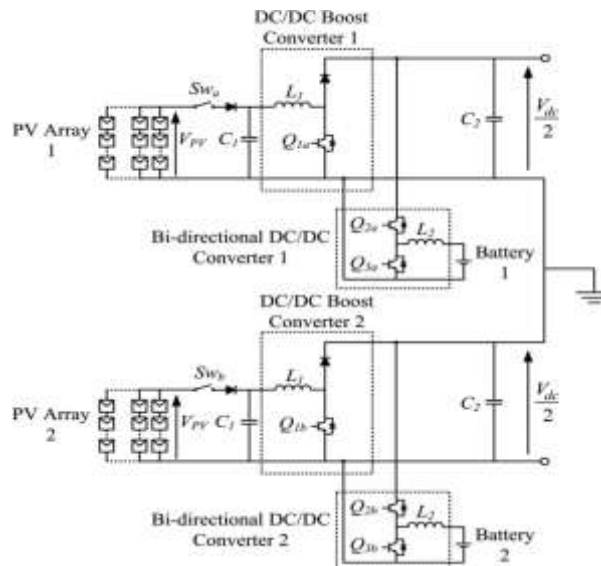 DC/DC Boost
Converter 1
Sw_a
L_1
PV Array
1
V_PV
C_1
Q_1a
C_2
V_dc
2
Bi-directional DC/DC
Converter 1
Q_2a
L_2
Q_3a
Battery
1
DC/DC Boost
Converter 2
Sw_b
L_1
PV Array
2
V_PV
C_1
Q_1b
C_2
V_dc
2
Bi-directional DC/DC
Converter 2
Q_2b
L_2
Q_3b
Battery
2